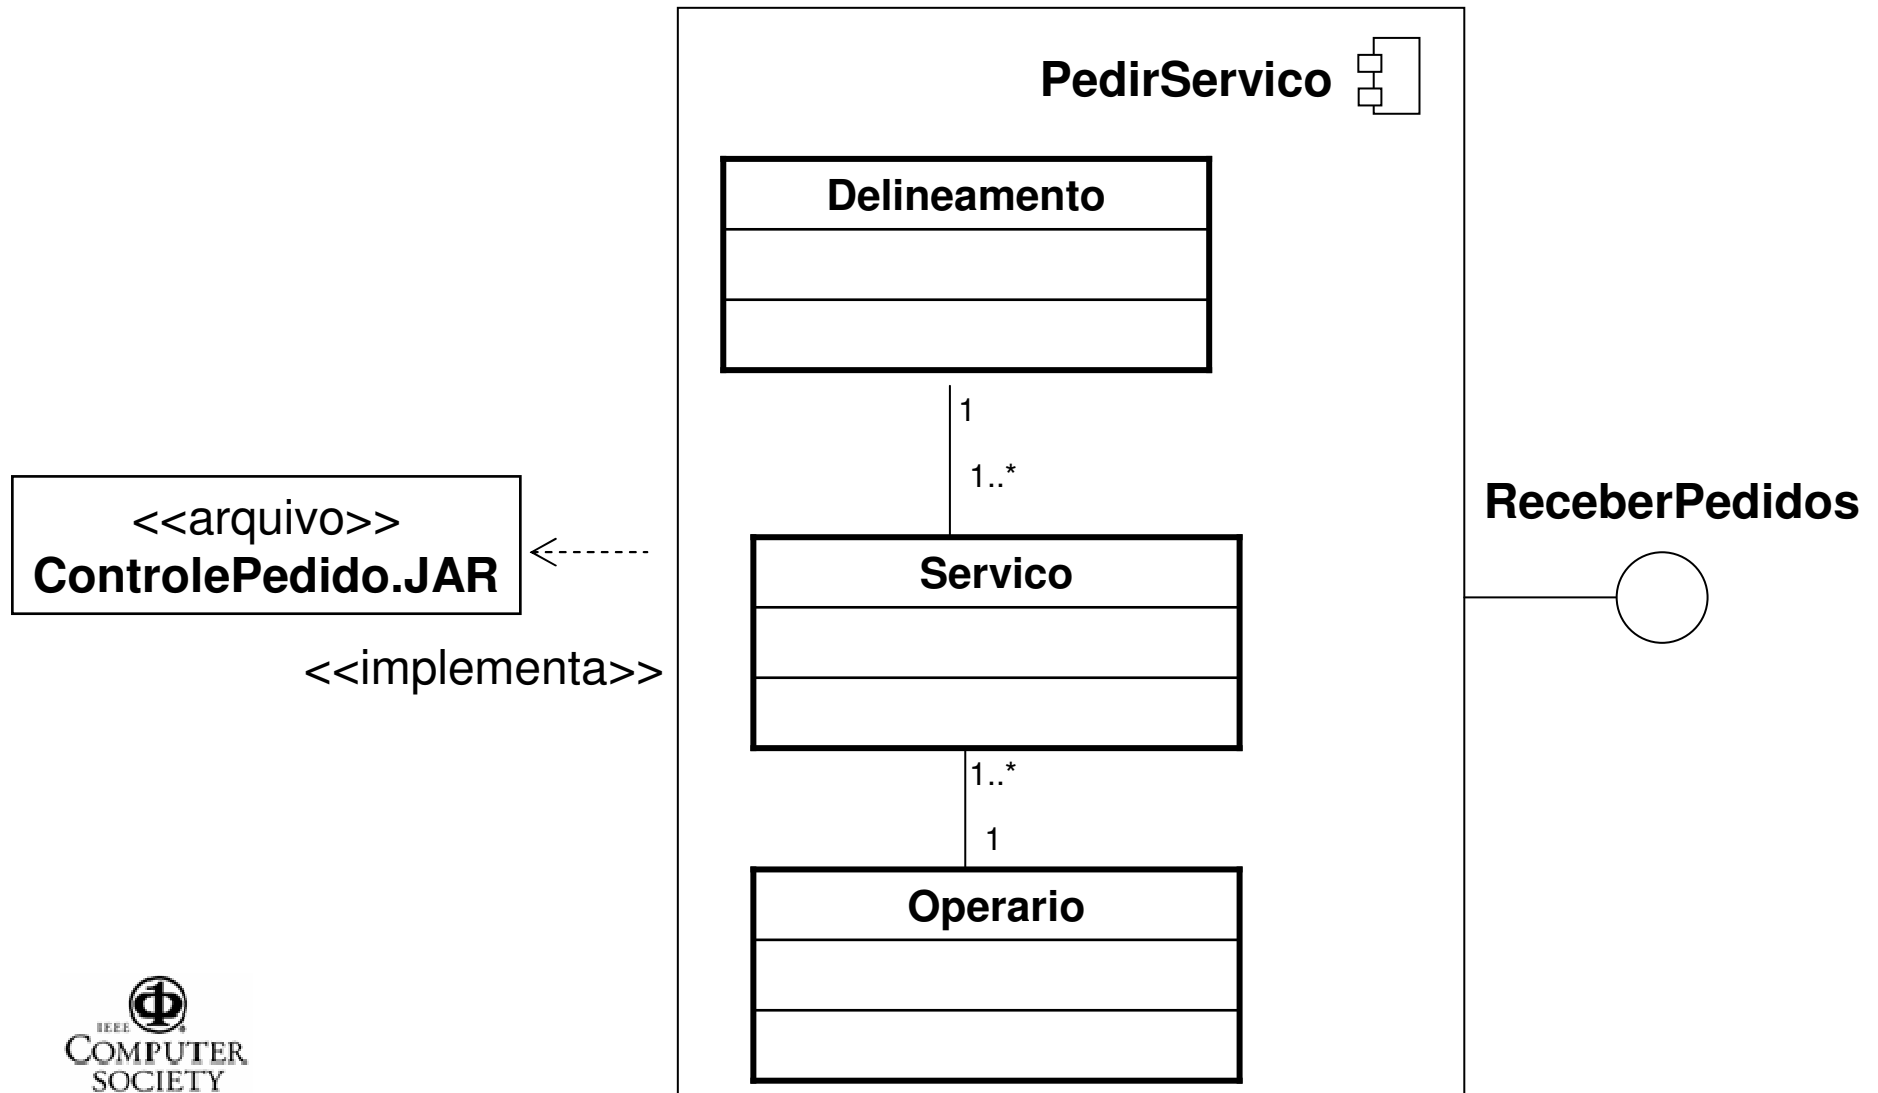 PedirServico
Delineamento
1
1..*
<<arquivo>>
ControlePedido.JAR
<<implementa>>
ReceberPedidos
Servico
1..*
1
Operario
IEEE
COMPUTER
SOCIETY